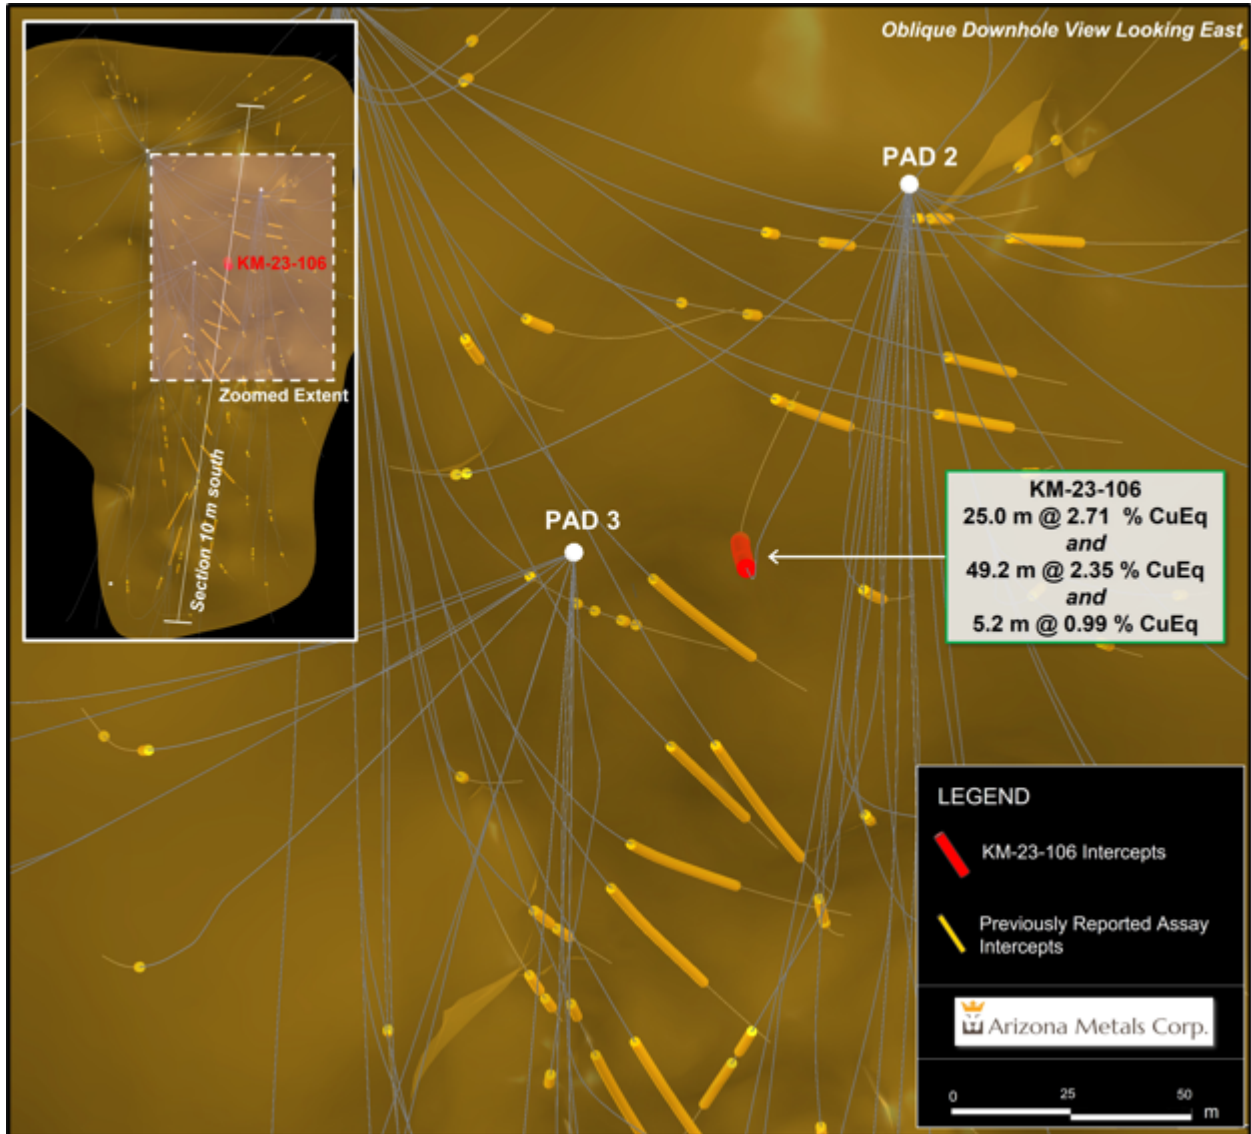 Oblique Downhole View Looking East
PAD 2
KM-23-106
Zoomed Extent
Section 10 m south
PAD 3
KM-23-106
25.0 m @ 2.71 % CuEq
and
49.2 m @ 2.35 % CuEq
and
5.2 m @ 0.99 % CuEq
LEGEND
KM-23-106 Intercepts
Previously Reported Assay
Intercepts
Arizona Metals Corp.
0 25 50
m